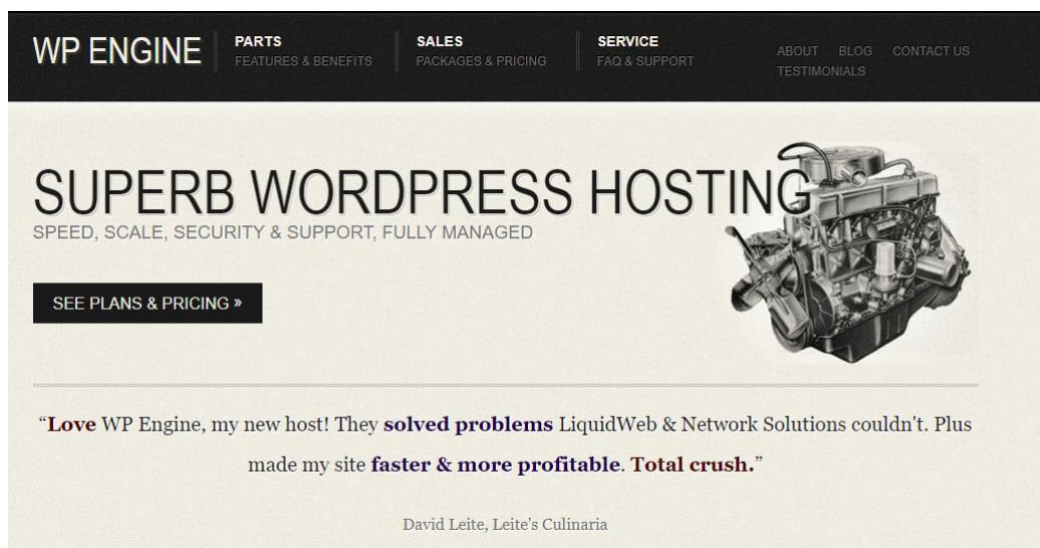 WP ENGINE
PARTS
FEATURES & BENEFITS
SALES
PACKAGES & PRICING
SERVICE
FAQ & SUPPORT
ABOUT BLOG CONTACT US
TESTIMONIALS
SUPERB WORDPRESS HOSTING
SPEED, SCALE, SECURITY & SUPPORT, FULLY MANAGED
SEE PLANS & PRICING »
“Love WP Engine, my new host! They solved problems LiquidWeb & Network Solutions couldn't. Plus
made my site faster & more profitable. Total crush.”
David Leite, Leite's Culinaria